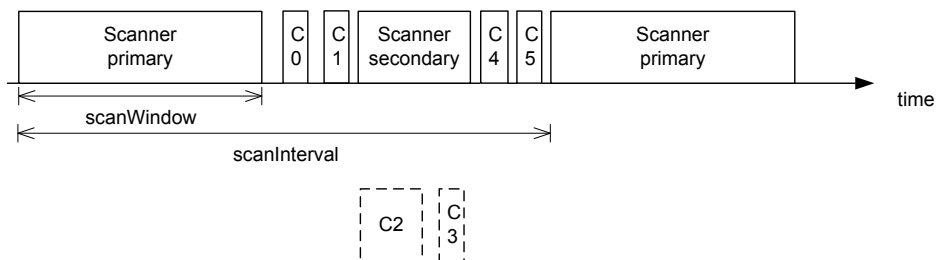 Scanner
primary
C
0
C
1
Scanner
secondary
C
4
C
5
Scanner
primary
time
scanWindow
scanInterval
C2
C
3